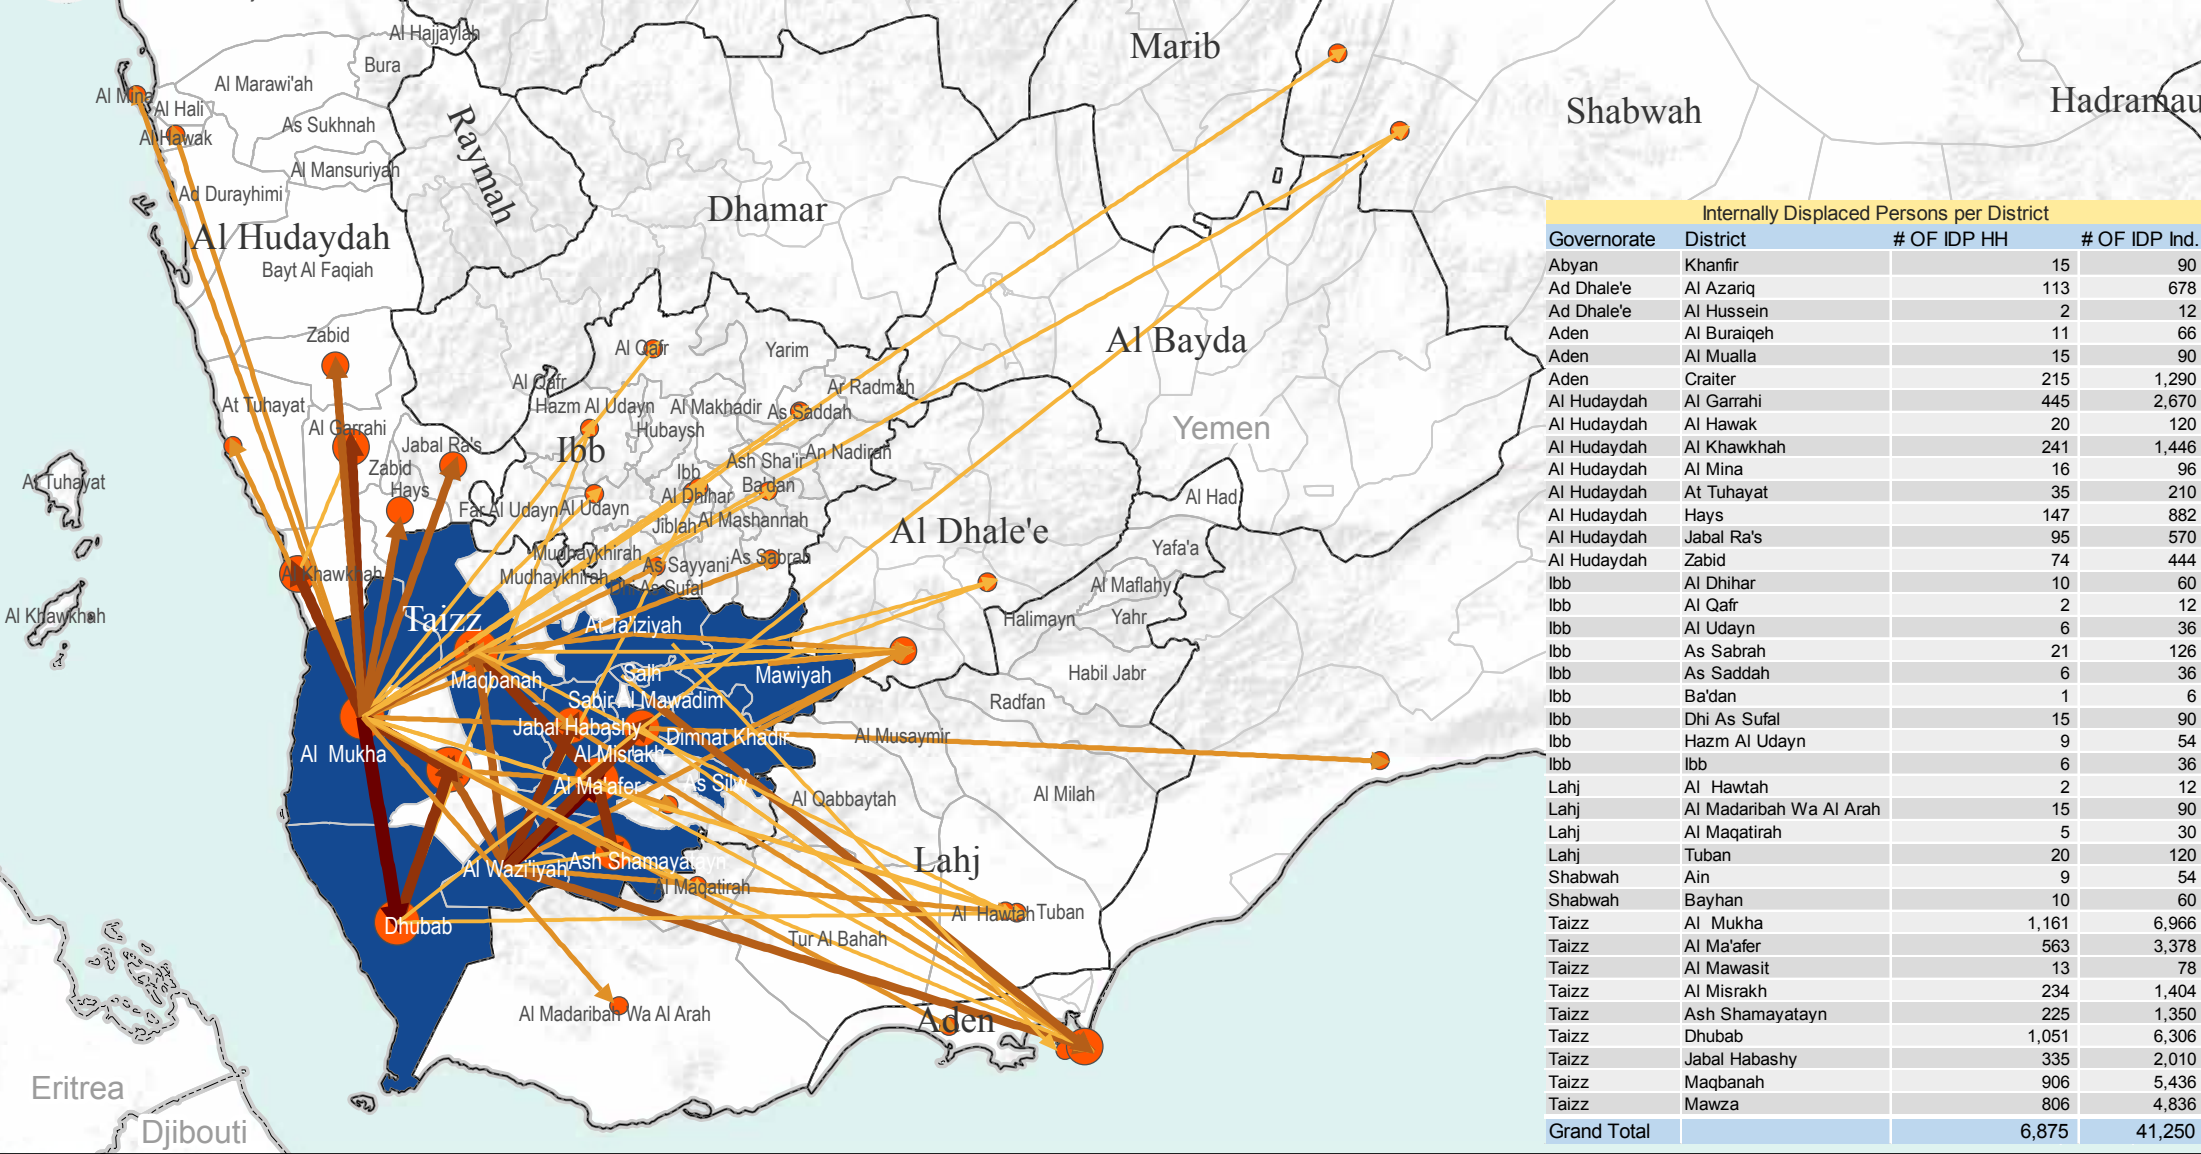 Al Hajjaylah
Marib
Bura
Al Marawi'ah
Al Mina
Al Hali
Shabwah
Hadramau
As Sukhnah
Al Hawak
Raymah
Al Mansuriyah
Ad Durayhimi
Dhamar
Al Hudaydah
Bayt Al Faqiah
Zabid
Al Qafr
Yarim
Al Bayda
Al Qafr
Ar Radmah
At Tuhayat
Hazm Al Udayn
Al Makhadir
As Saddah
Al Garrahi
Hubaysh
Yemen
Jabal Ra's
Ibb
An Nadirah
Zabid
Ash Sha'ir
Ibb
At Tuhayat
Hays
Ba'dan
Al Dhihar
Al Had
Far Al Udayn
Al Udayn
Jiblah
Al Mashannah
Al Dhale'e
Mudhaykhirah
As Sabrah
Yafa'a
As Sayyani
Al Khawkhah
Mudhaykhirah
Dhi As Sufal
Al Maflahy
Al Khawkhah
Taizz
At Ta'iziyah
Halimayn
Yahr
Salh
Mawiyah
Habil Jabr
Maqbanah
Sabir Al Mawadim
Radfan
Jabal Habashy
Dimnat Khadir
Al Musaymir
Al Mukha
Al Misrakh
Al Ma'afer
As Silw
Al Qabbaytah
Al Milah
Lahj
Al Wazi'iyah
Ash Shamayatayn
Al Maqatirah
Dhubab
Al Hawtah
Tuban
Tur Al Bahah
Al Madaribah Wa Al Arah
Aden
Eritrea
Djibouti
Internally Displaced Persons per District
Governorate District # OF IDP HH # OF IDP Ind.
Abyan Khanfir 15 90
Ad Dhale'e Al Azariq 113 678
Ad Dhale'e Al Hussein 2 12
Aden Al Buraiqeh 11 66
Aden Al Mualla 15 90
Aden Craiter 215 1,290
Al Hudaydah Al Garrahi 445 2,670
Al Hudaydah Al Hawak 20 120
Al Hudaydah Al Khawkhah 241 1,446
Al Hudaydah Al Mina 16 96
Al Hudaydah At Tuhayat 35 210
Al Hudaydah Hays 147 882
Al Hudaydah Jabal Ra's 95 570
Al Hudaydah Zabid 74 444
Ibb Al Dhihar 10 60
Ibb Al Qafr 2 12
Ibb Al Udayn 6 36
Ibb As Sabrah 21 126
Ibb As Saddah 6 36
Ibb Ba'dan 1 6
Ibb Dhi As Sufal 15 90
Ibb Hazm Al Udayn 9 54
Ibb Ibb 6 36
Lahj Al Hawtah 2 12
Lahj Al Madaribah Wa Al Arah 15 90
Lahj Al Maqatirah 5 30
Lahj Tuban 20 120
Shabwah Ain 9 54
Shabwah Bayhan 10 60
Taizz Al Mukha 1,161 6,966
Taizz Al Ma'afer 563 3,378
Taizz Al Mawasit 13 78
Taizz Al Misrakh 234 1,404
Taizz Ash Shamayatayn 225 1,350
Taizz Dhubab 1,051 6,306
Taizz Jabal Habashy 335 2,010
Taizz Maqbanah 906 5,436
Taizz Mawza 806 4,836
Grand Total 6,875 41,250